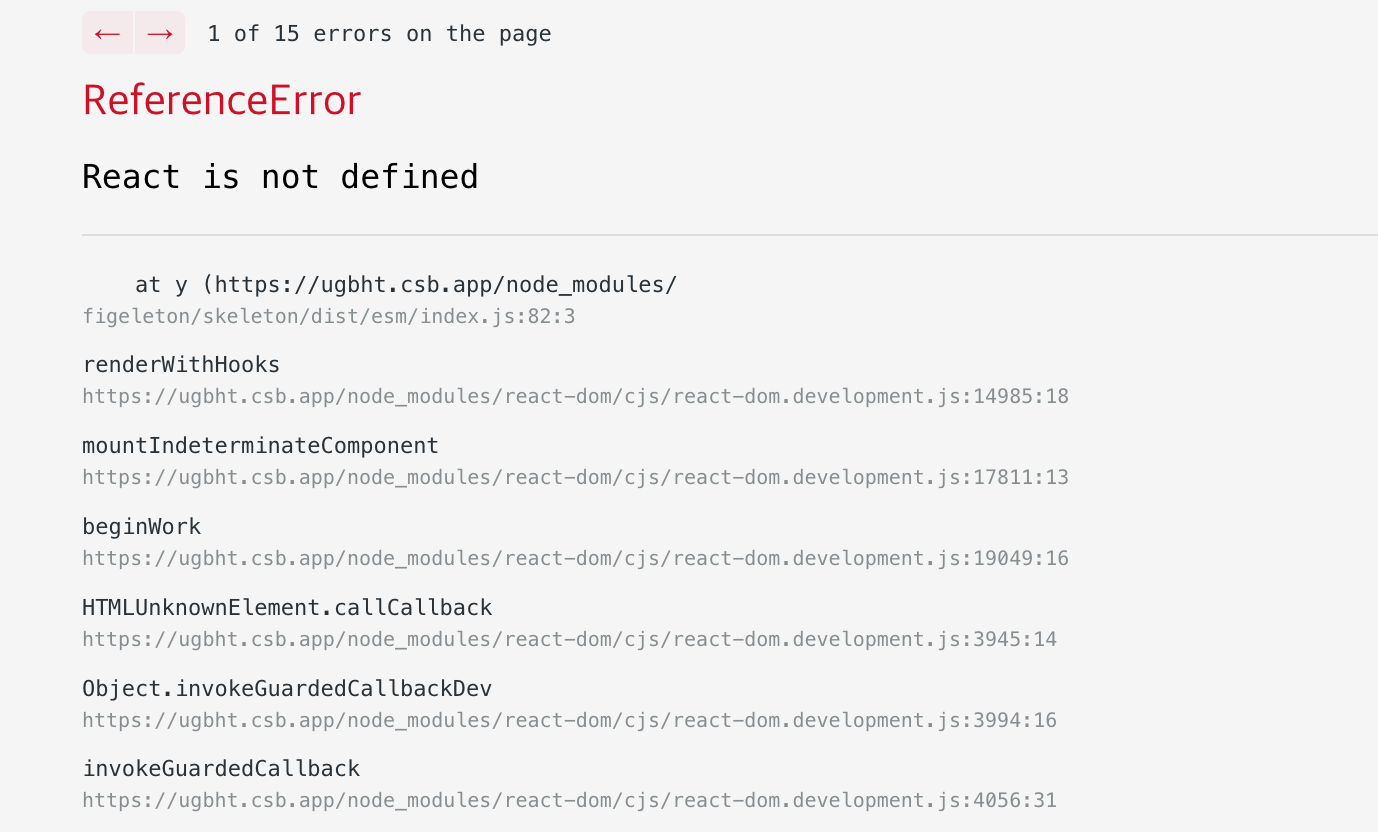 ← → 1 of 15 errors on the page
ReferenceError
React is not defined
at y (https://ugbht.csb.app/node_modules/
figeleton/skeleton/dist/esm/index.js:82:3
renderWithHooks
https://ugbht.csb.app/node_modules/react-dom/cjs/react-dom.development.js:14985:18
mountIndeterminateComponent
https://ugbht.csb.app/node_modules/react-dom/cjs/react-dom.development.js:17811:13
beginWork
https://ugbht.csb.app/node_modules/react-dom/cjs/react-dom.development.js:19049:16
HTMLUnknownElement.callCallback
https://ugbht.csb.app/node_modules/react-dom/cjs/react-dom.development.js:3945:14
Object.invokeGuardedCallbackDev
https://ugbht.csb.app/node_modules/react-dom/cjs/react-dom.development.js:3994:16
invokeGuardedCallback
https://ugbht.csb.app/node_modules/react-dom/cjs/react-dom.development.js:4056:31